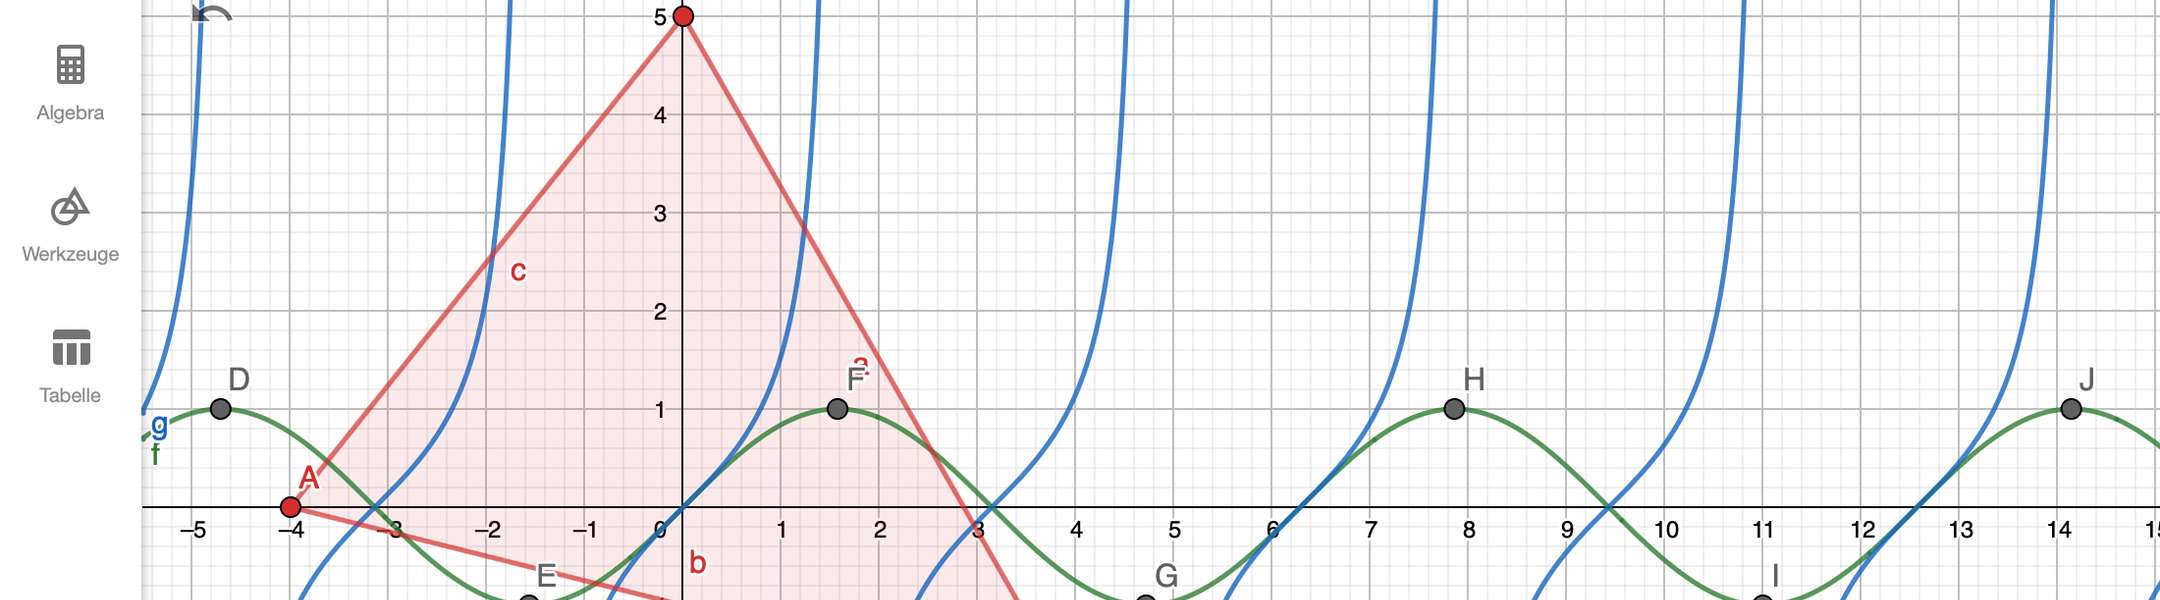 5
4
Algebra
3
c
Werkzeuge
2
a
D F H J
Tabelle
1
g
f
A
–5 –4 –3 –2 –1 0 1 2 3 4 5 6 7 8 9 10 11 12 13 14 15
b
E G I